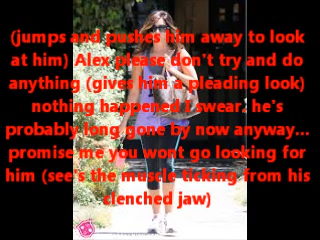 (jumps and pushes him away to look
at him) Alex please don't try and do
anything (gives him a pleading look)
nothing happened I swear, he's
probably long gone by now anyway...
promise me you wont go looking for
him (see's the muscle ticking from his
clenched jaw)